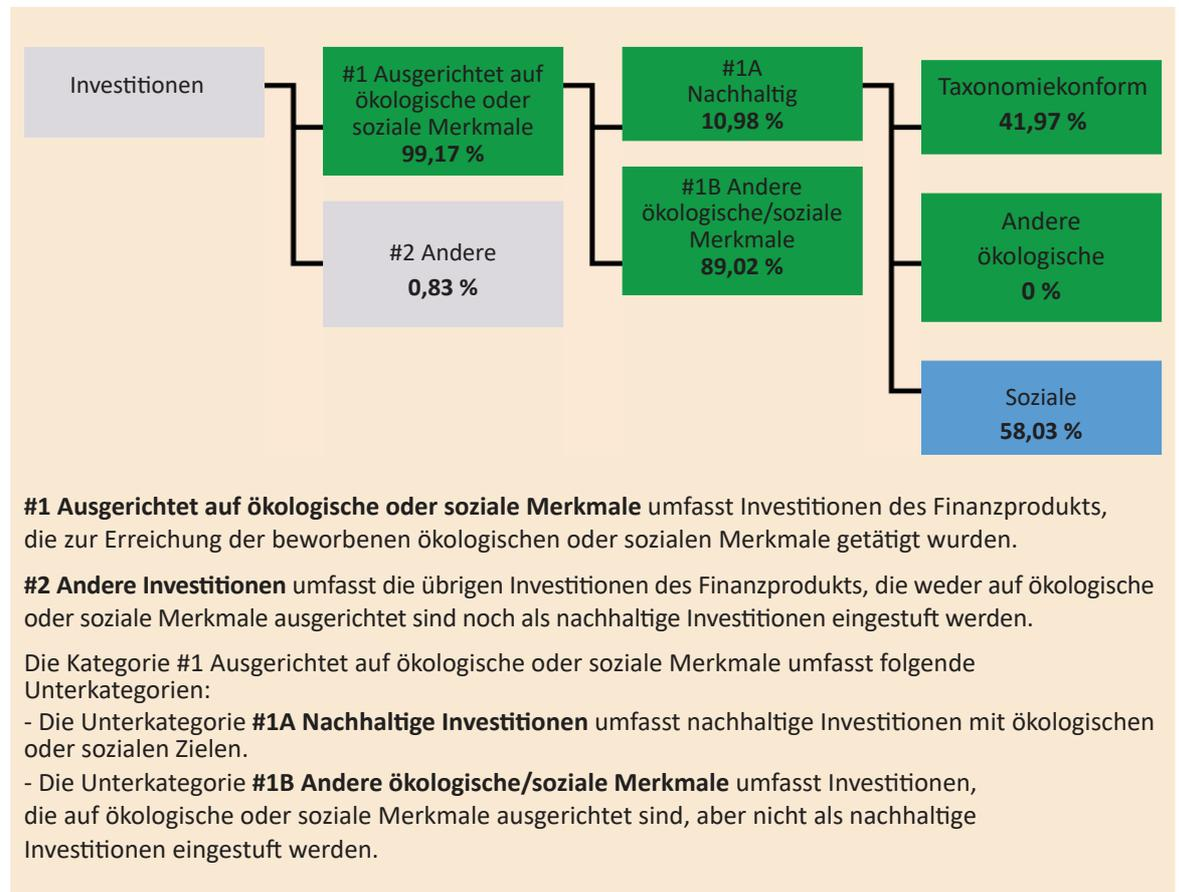 Investitionen
#1 Ausgerichtet auf
ökologische oder
soziale Merkmale
99,17 %
#2 Andere
0,83 %
#1A
Nachhaltig
10,98 %
#1B Andere
ökologische/soziale
Merkmale
89,02 %
Taxonomiekonform
41,97 %
Andere
ökologische
0 %
Soziale
58,03 %
#1 Ausgerichtet auf ökologische oder soziale Merkmale umfasst Investitionen des Finanzprodukts,
die zur Erreichung der beworbenen ökologischen oder sozialen Merkmale getätigt wurden.
#2 Andere Investitionen umfasst die übrigen Investitionen des Finanzprodukts, die weder auf ökologische
oder soziale Merkmale ausgerichtet sind noch als nachhaltige Investitionen eingestuft werden.
Die Kategorie #1 Ausgerichtet auf ökologische oder soziale Merkmale umfasst folgende
Unterkategorien:
- Die Unterkategorie #1A Nachhaltige Investitionen umfasst nachhaltige Investitionen mit ökologischen
oder sozialen Zielen.
- Die Unterkategorie #1B Andere ökologische/soziale Merkmale umfasst Investitionen,
die auf ökologische oder soziale Merkmale ausgerichtet sind, aber nicht als nachhaltige
Investitionen eingestuft werden.